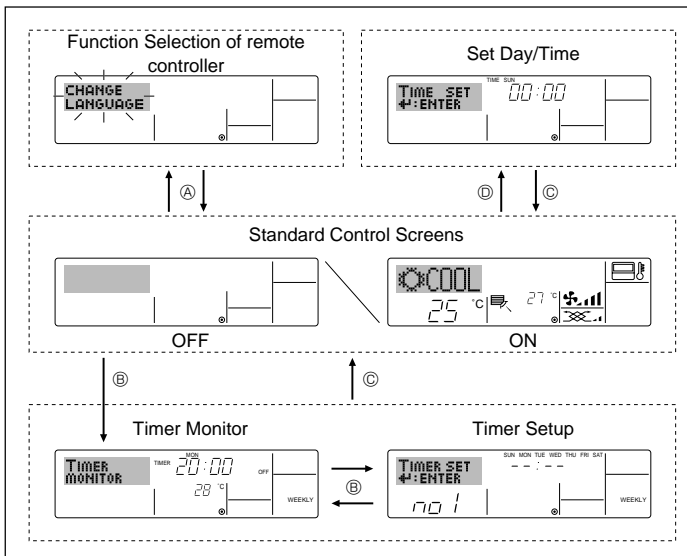 Function Selection of remote
controller
CHANGE
LANGUAGE
Set Day/Time
TIME SUN
TIME SET
↵:ENTER
00:00
Ⓐ
Ⓓ
Ⓒ
Standard Control Screens
COOL
25 °C
27 °C
OFF
ON
Ⓑ
Ⓒ
Timer Monitor
TIMER
MONITOR
MON
TIMER 20:00 OFF
28 °C
WEEKLY
Ⓑ
Timer Setup
SUN MON TUE WED THU FRI SAT
TIMER SET
↵:ENTER
--:--
no 1
WEEKLY